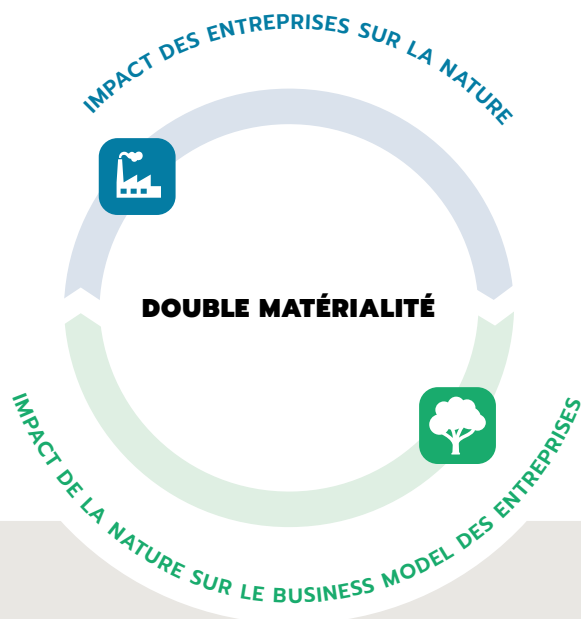 IMPACT DES ENTREPRISES SUR LA NATURE
DOUBLE MATÉRIALITÉ
IMPACT DE LA NATURE SUR LE BUSINESS MODEL DES ENTREPRISES